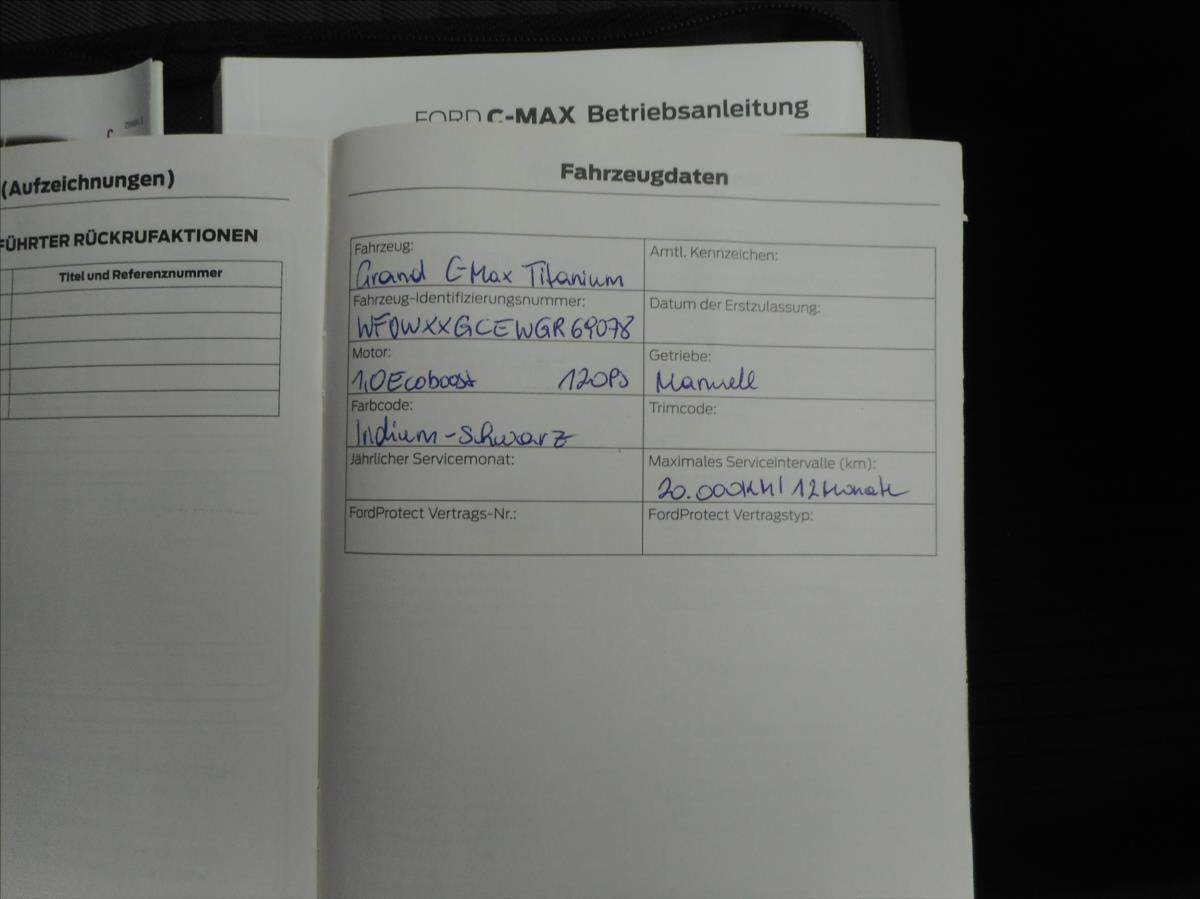 FORD C-MAX Betriebsanleitung
(Aufzeichnungen)
FÜHRTER RÜCKRUFAKTIONEN
Titel und Referenznummer
Fahrzeugdaten
Fahrzeug:
Grand C-Max Titanium
Amtl. Kennzeichen:
Fahrzeug-Identifizierungsnummer:
WF0WXXGCEWGR69078
Datum der Erstzulassung:
Motor:
1,0 Ecoboost 120PS
Getriebe:
Manuell
Farbcode:
Indium-Schwarz
Trimcode:
Jährlicher Servicemonat:
Maximales Serviceintervalle (km):
20.000KM/12Monate
FordProtect Vertrags-Nr.:
FordProtect Vertragstyp: